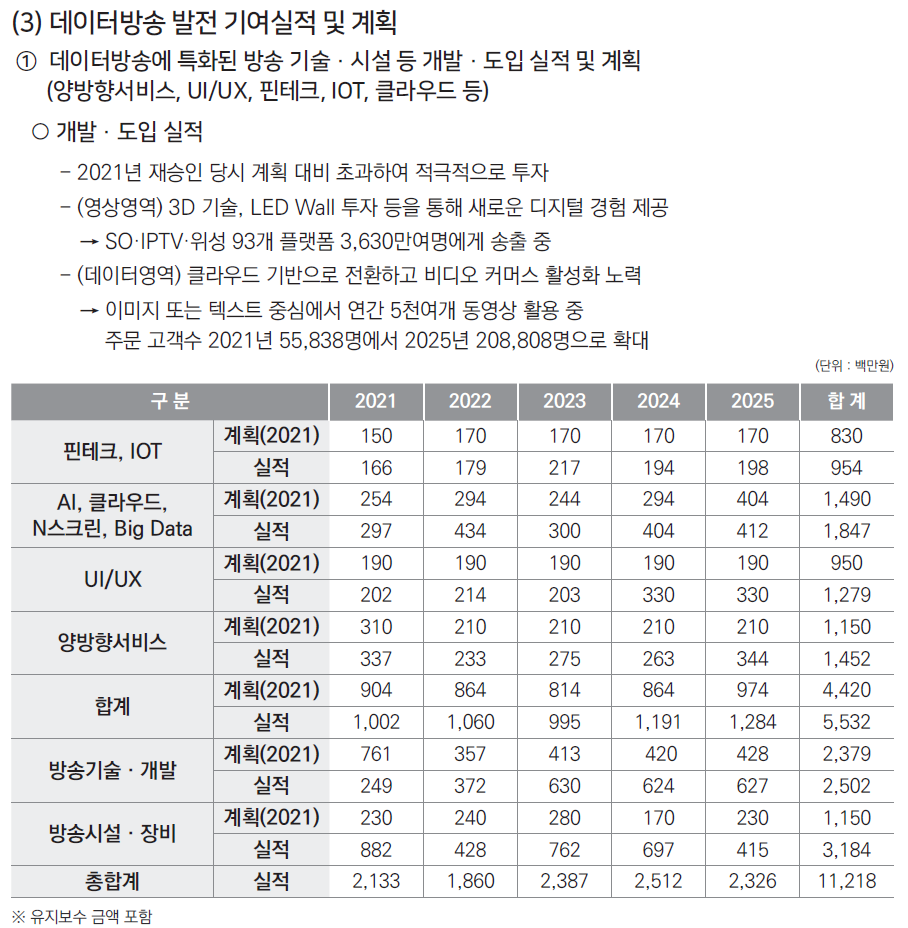 (3) 데이터방송 발전 기여실적 및 계획
① 데이터방송에 특화된 방송 기술ㆍ시설 등 개발ㆍ도입 실적 및 계획
(양방향서비스, UI/UX, 핀테크, IOT, 클라우드 등)
○ 개발ㆍ도입 실적
– 2021년 재승인 당시 계획 대비 초과하여 적극적으로 투자
– (영상영역) 3D 기술, LED Wall 투자 등을 통해 새로운 디지털 경험 제공
→ SO·IPTV·위성 93개 플랫폼 3,630만여명에게 송출 중
– (데이터영역) 클라우드 기반으로 전환하고 비디오 커머스 활성화 노력
→ 이미지 또는 텍스트 중심에서 연간 5천여개 동영상 활용 중
주문 고객수 2021년 55,838명에서 2025년 208,808명으로 확대
(단위 : 백만원)
구 분 2021 2022 2023 2024 2025 합 계
핀테크, IOT 계획(2021) 150 170 170 170 170 830
실적 166 179 217 194 198 954
AI, 클라우드, N스크린, Big Data 계획(2021) 254 294 244 294 404 1,490
실적 297 434 300 404 412 1,847
UI/UX 계획(2021) 190 190 190 190 190 950
실적 202 214 203 330 330 1,279
양방향서비스 계획(2021) 310 210 210 210 210 1,150
실적 337 233 275 263 344 1,452
합계 계획(2021) 904 864 814 864 974 4,420
실적 1,002 1,060 995 1,191 1,284 5,532
방송기술ㆍ개발 계획(2021) 761 357 413 420 428 2,379
실적 249 372 630 624 627 2,502
방송시설ㆍ장비 계획(2021) 230 240 280 170 230 1,150
실적 882 428 762 697 415 3,184
총합계 실적 2,133 1,860 2,387 2,512 2,326 11,218
※ 유지보수 금액 포함